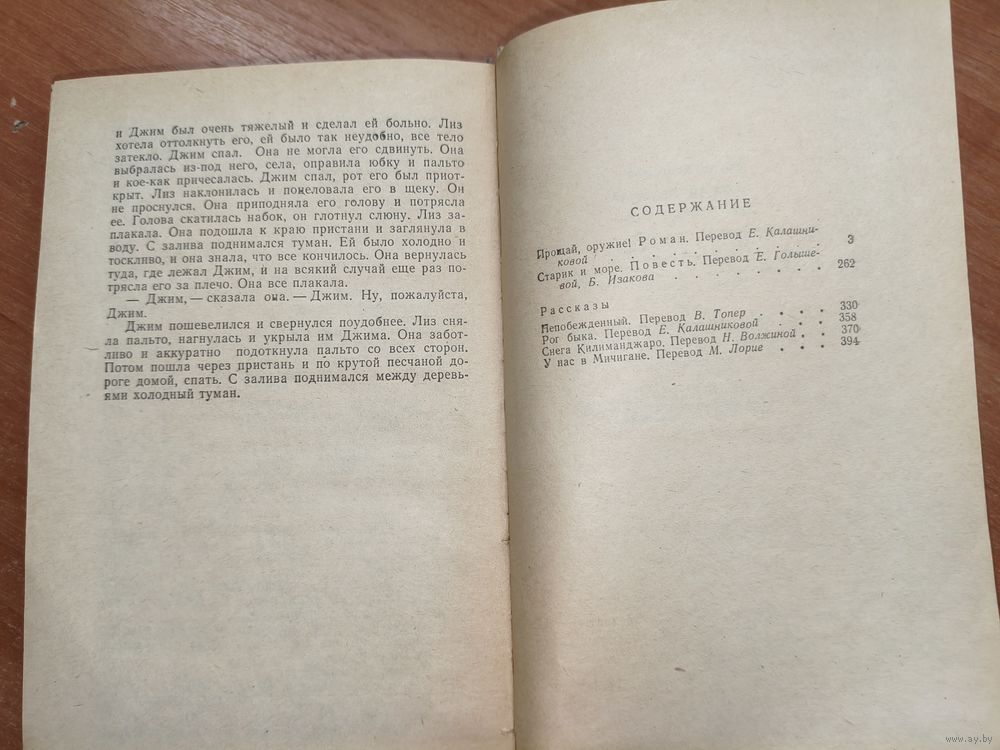 и Джим был очень тяжелый и сделал ей больно. Лиз
хотела оттолкнуть его, ей было так неудобно, все тело
затекло. Джим спал. Она не могла его сдвинуть. Она
выбралась из-под него, села, оправила юбку и пальто
и кое-как причесалась. Джим спал, рот его был приот-
крыт. Лиз наклонилась и поцеловала его в щеку. Он
не проснулся. Она приподняла его голову и потрясла
ее. Голова скатилась набок, он глотнул слюну. Лиз за-
плакала. Она подошла к краю пристани и заглянула в
воду. С залива поднимался туман. Ей было холодно и
тоскливо, и она знала, что все кончилось. Она вернулась
туда, где лежал Джим, и на всякий случай еще раз по-
трясла его за плечо. Она все плакала.
— Джим, — сказала она. — Джим. Ну, пожалуйста,
Джим.
Джим пошевелился и свернулся поудобнее. Лиз сня-
ла пальто, нагнулась и укрыла им Джима. Она забот-
ливо и аккуратно подоткнула пальто со всех сторон.
Потом пошла через пристань и по крутой песчаной до-
роге домой, спать. С залива поднимался между деревь-
ями холодный туман.
СОДЕРЖАНИЕ
Прощай, оружие! Роман. Перевод Е. Калашни-
ковой . . . . . . . . . . 3
Старик и море. Повесть. Перевод Е. Голыше-
вой, Б. Изакова . . . . . . . 262
Рассказы
Непобежденный. Перевод В. Топер . . . . 330
Рог быка. Перевод Е. Калашниковой . . . 358
Снега Килиманджаро. Перевод Н. Волжиной . . . 370
У нас в Мичигане. Перевод М. Лорие . . . 394
www.ay.by